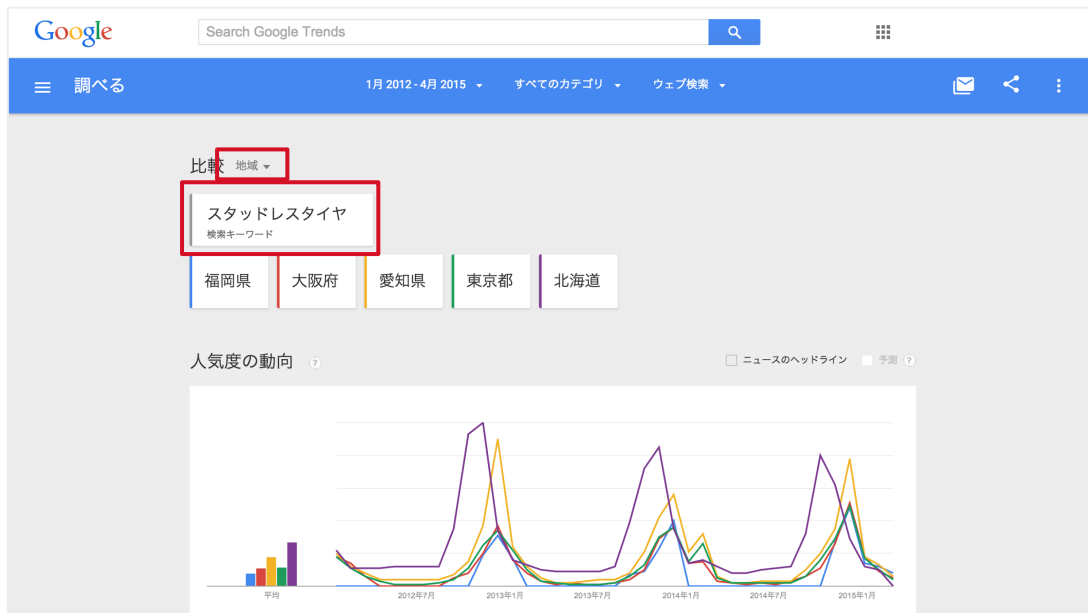 Google
Search Google Trends
調べる
1月 2012 - 4月 2015
すべてのカテゴリ
ウェブ検索
比較
地域
スタッドレスタイヤ
検索キーワード
福岡県
大阪府
愛知県
東京都
北海道
人気度の動向
?
ニュースのヘッドライン
予測
?
平均
2012年7月
2013年1月
2013年7月
2014年1月
2014年7月
2015年1月